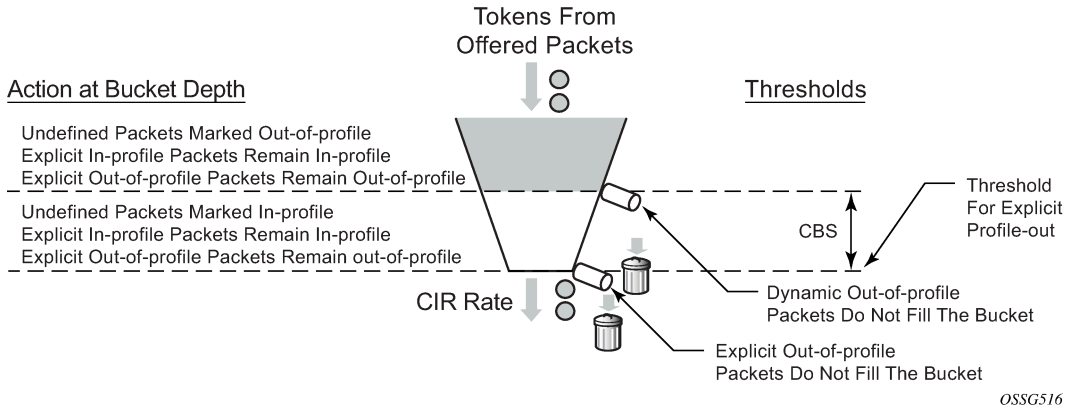 Tokens From
Offered Packets
Action at Bucket Depth
Thresholds
Undefined Packets Marked Out-of-profile
Explicit In-profile Packets Remain In-profile
Explicit Out-of-profile Packets Remain Out-of-profile
Undefined Packets Marked In-profile
Explicit In-profile Packets Remain In-profile
Explicit Out-of-profile Packets Remain out-of-profile
CBS
Threshold
For Explicit
Profile-out
CIR Rate
Dynamic Out-of-profile
Packets Do Not Fill The Bucket
Explicit Out-of-profile
Packets Do Not Fill The Bucket
OSSG516